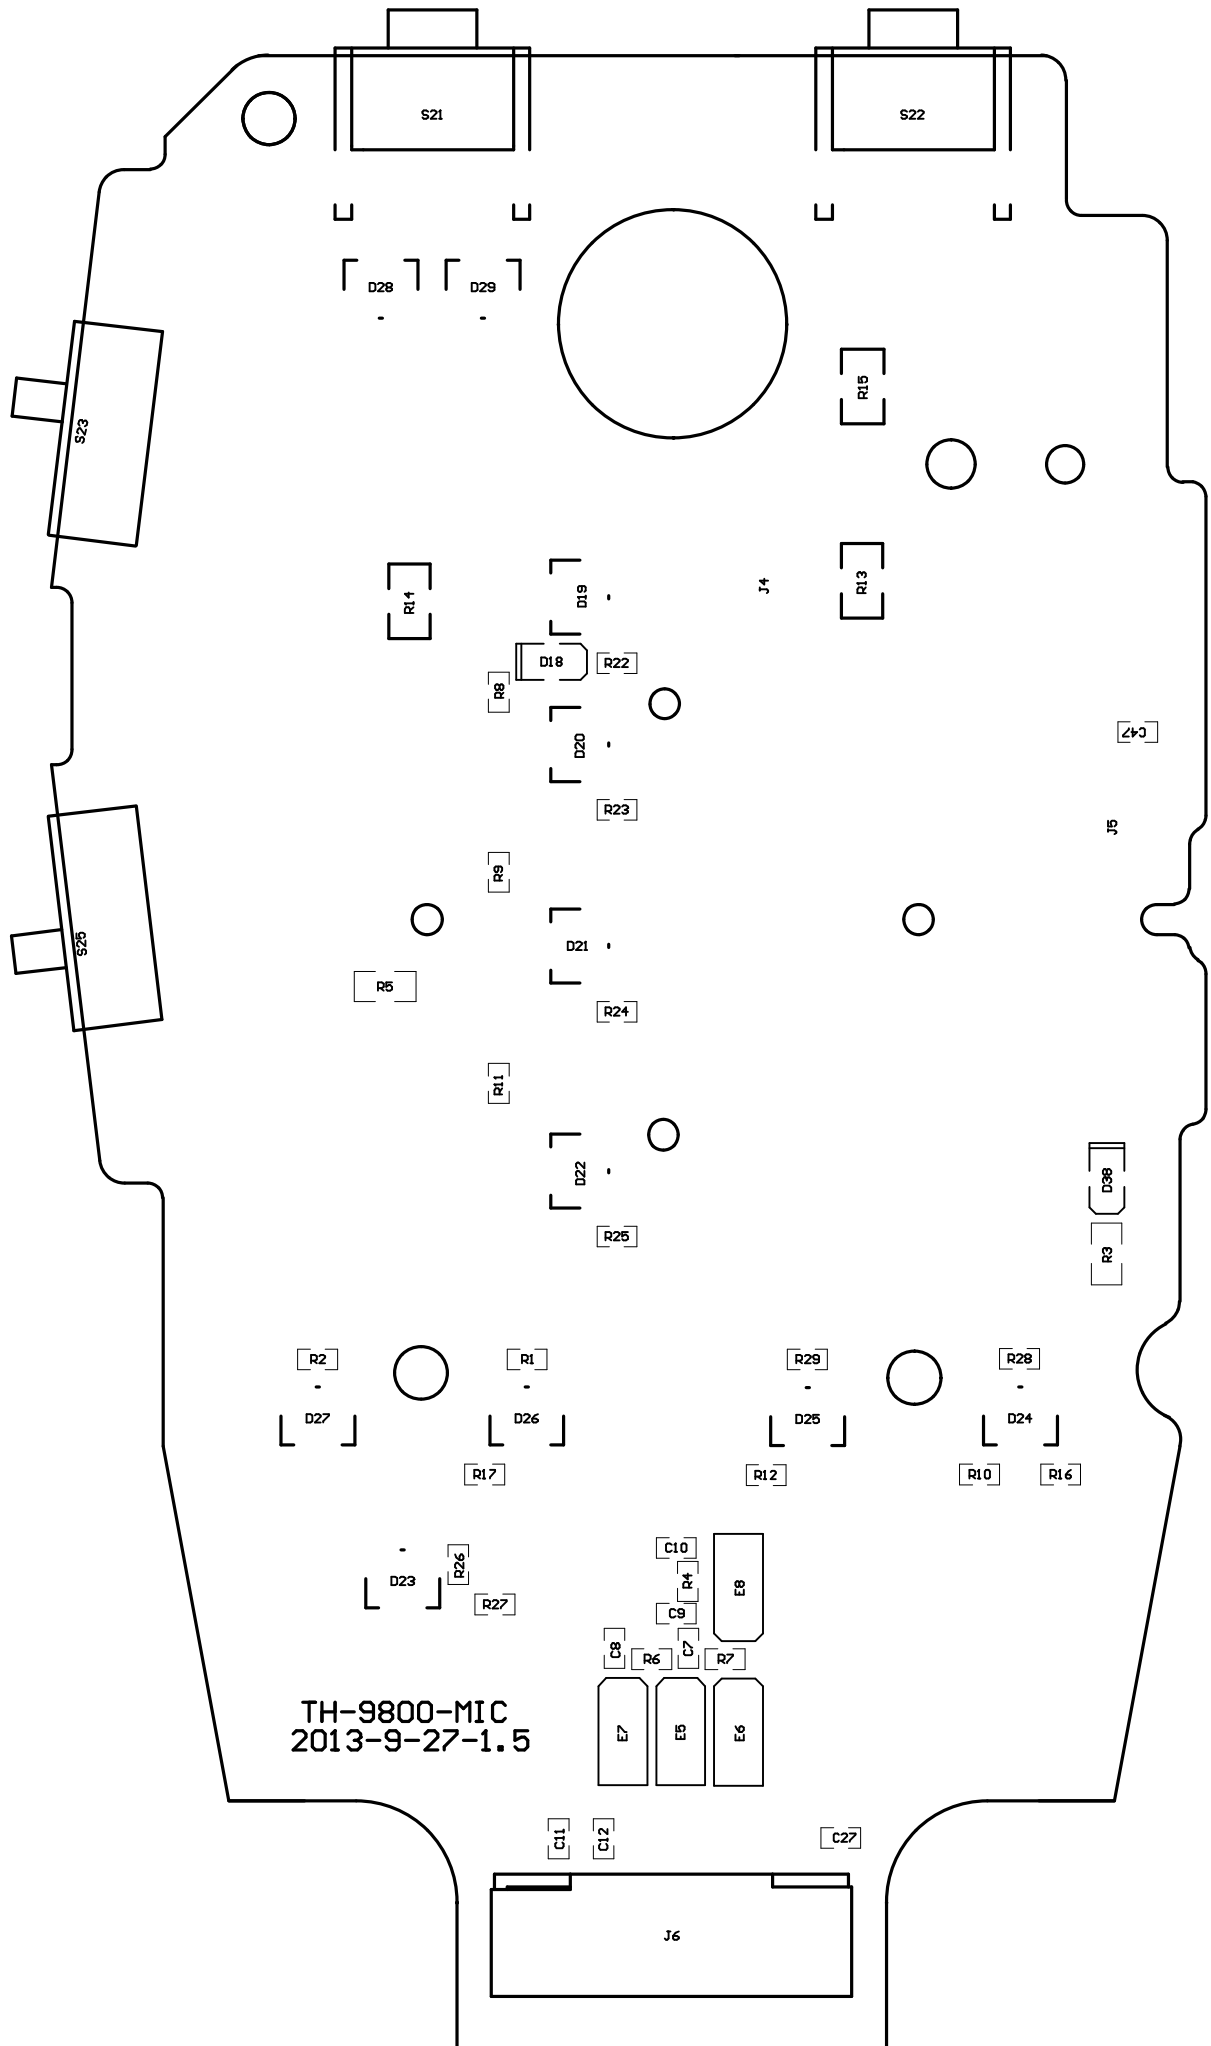 S21
S22
D28
D29
R15
S23
D19
J4
R13
R14
D18
R22
R8
C47
D20
R23
J5
R9
S25
D21
R5
R24
R11
D22
D38
R25
R3
R2
R1
R29
R28
D27
D26
D25
D24
R17
R12
R10
R16
C10
R26
D23
R4
E8
R27
C9
C8
R6
C7
R7
TH-9800-MIC
2013-9-27-1.5
E7
E5
E6
C11
C12
C27
J6